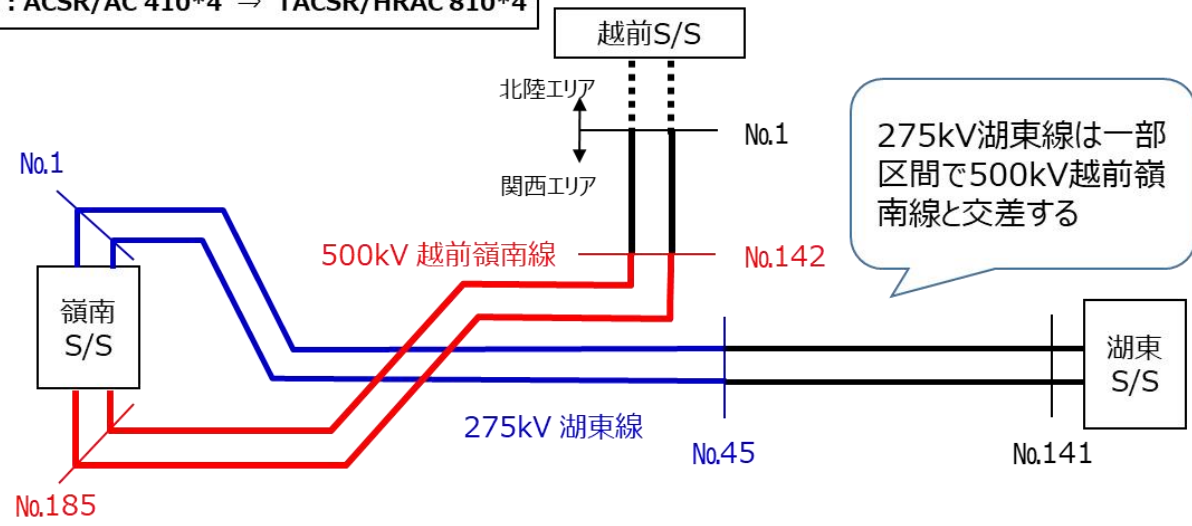 : ACSR/AC 410*4 → TACSR/HRAC 810*4
越前S/S
北陸エリア
No.1
関西エリア
275kV湖東線は一部
区間で500kV越前嶺
南線と交差する
No.1
500kV 越前嶺南線
No.142
嶺南
S/S
湖東
S/S
275kV 湖東線
No.45
No.141
No.185